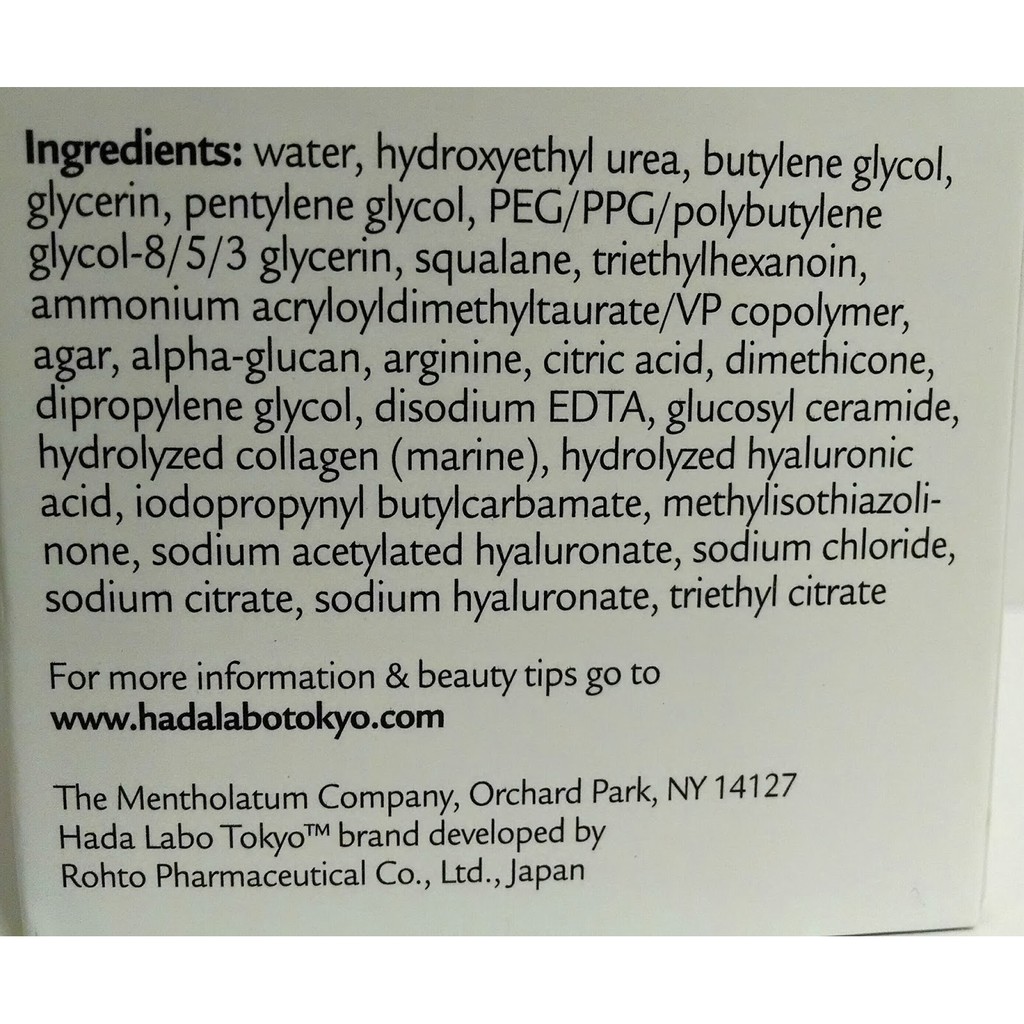 Ingredients: water, hydroxyethyl urea, butylene glycol,
glycerin, pentylene glycol, PEG/PPG/polybutylene
glycol-8/5/3 glycerin, squalane, triethylhexanoin,
ammonium acryloyldimethyltaurate/VP copolymer,
agar, alpha-glucan, arginine, citric acid, dimethicone,
dipropylene glycol, disodium EDTA, glucosyl ceramide,
hydrolyzed collagen (marine), hydrolyzed hyaluronic
acid, iodopropynyl butylcarbamate, methylisothiazoli-
none, sodium acetylated hyaluronate, sodium chloride,
sodium citrate, sodium hyaluronate, triethyl citrate
For more information & beauty tips go to
www.hadalabotokyo.com
The Mentholatum Company, Orchard Park, NY 14127
Hada Labo Tokyo™ brand developed by
Rohto Pharmaceutical Co., Ltd., Japan